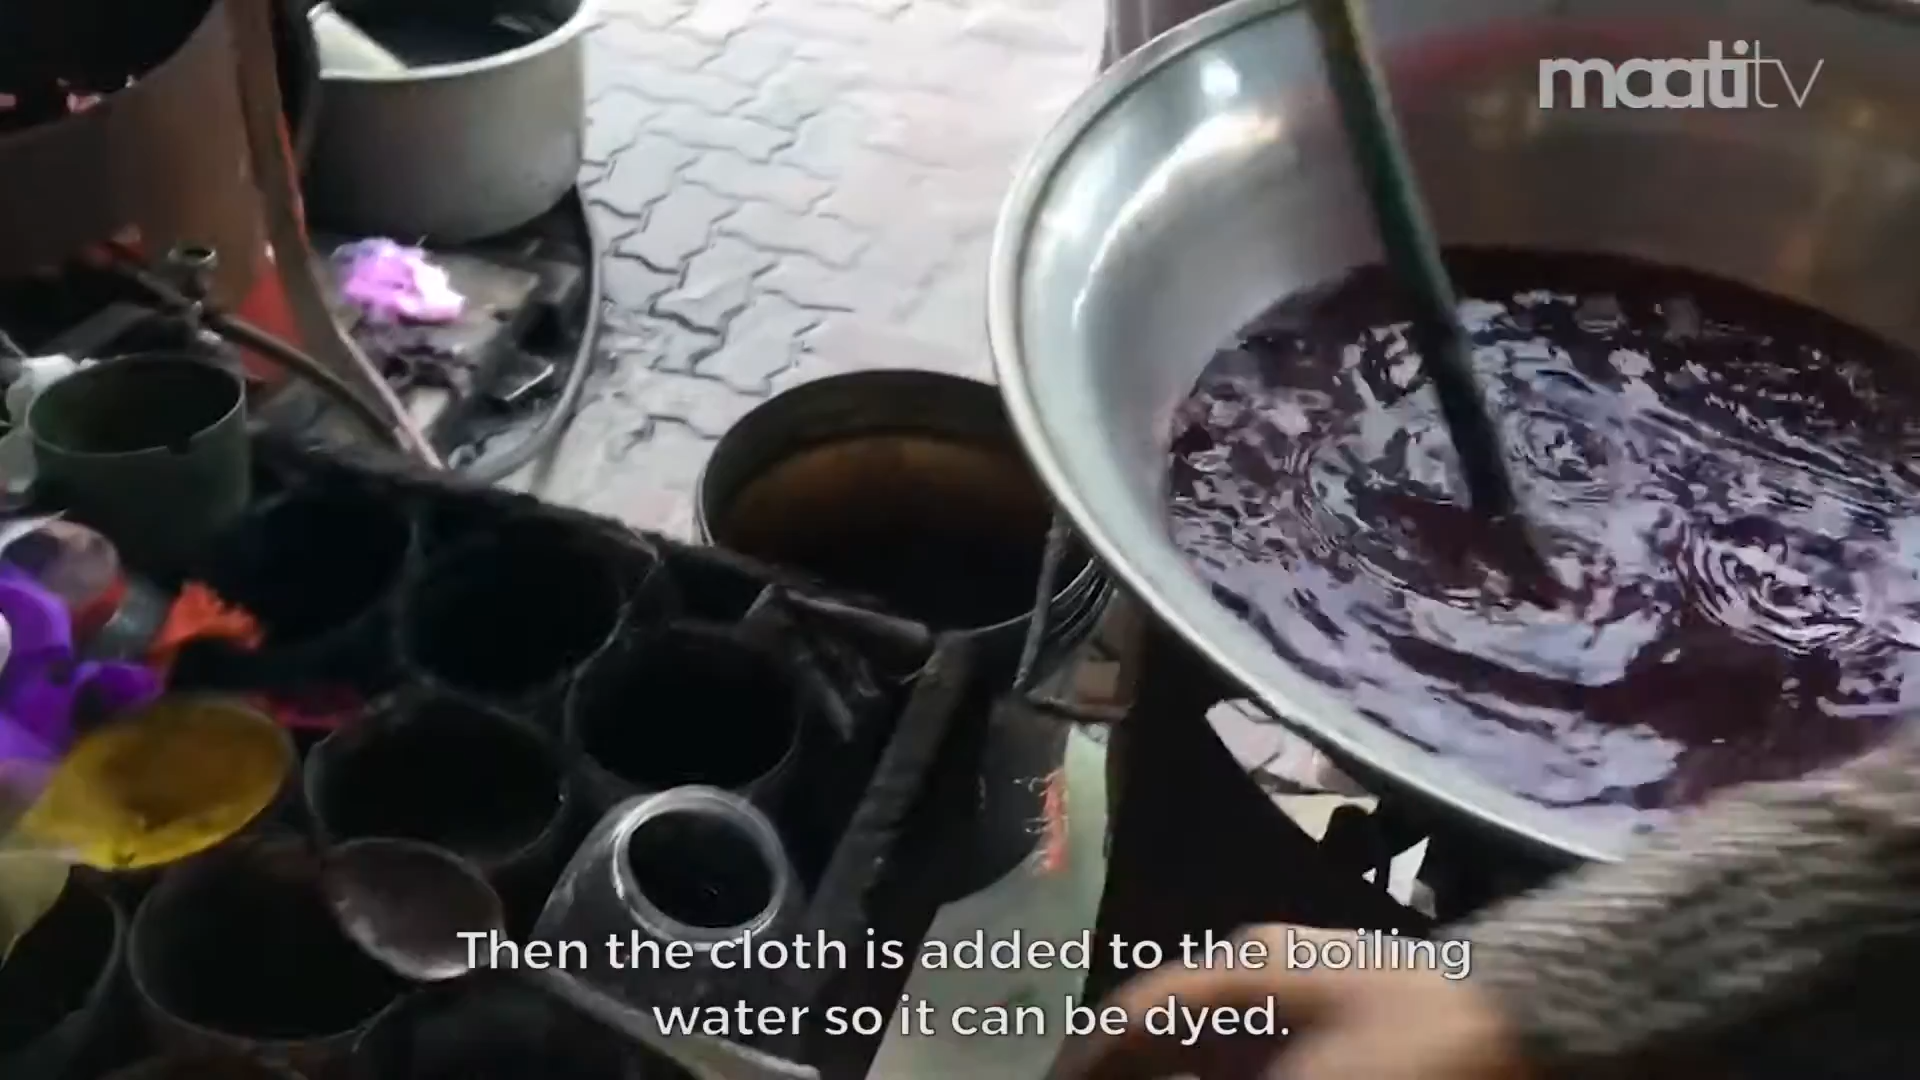 maatitv
Then the cloth is added to the boiling
water so it can be dyed.